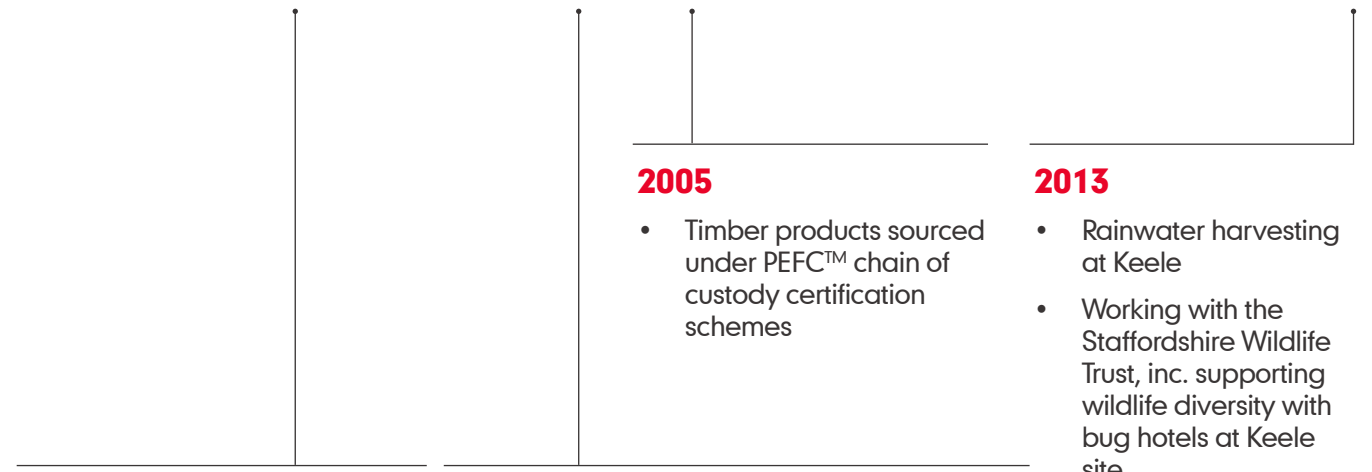 2005
• Timber products sourced
under PEFC™ chain of
custody certification
schemes
2013
• Rainwater harvesting
at Keele
• Working with the
Staffordshire Wildlife
Trust, inc. supporting
wildlife diversity with
bug hotels at Keele
site